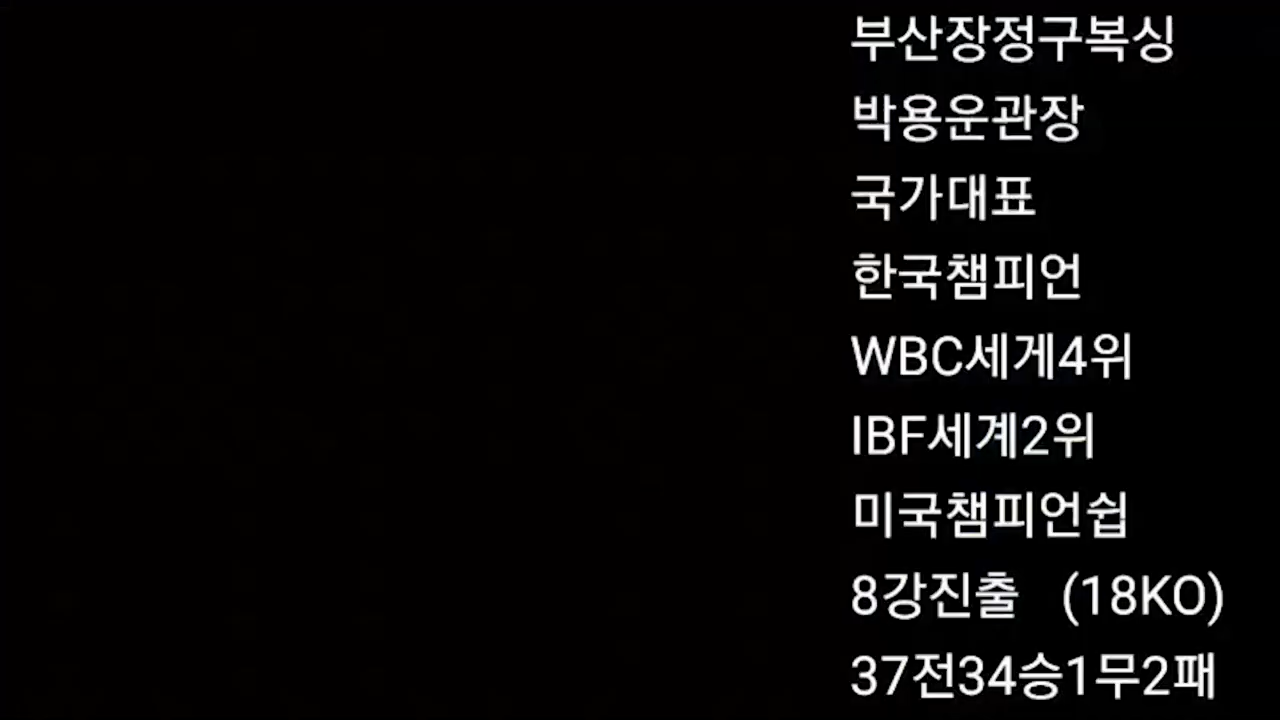 부산장정구복싱
박용운관장
국가대표
한국챔피언
WBC세게4위
IBF세계2위
미국챔피언쉽
8강진출 (18KO)
37전34승1무2패